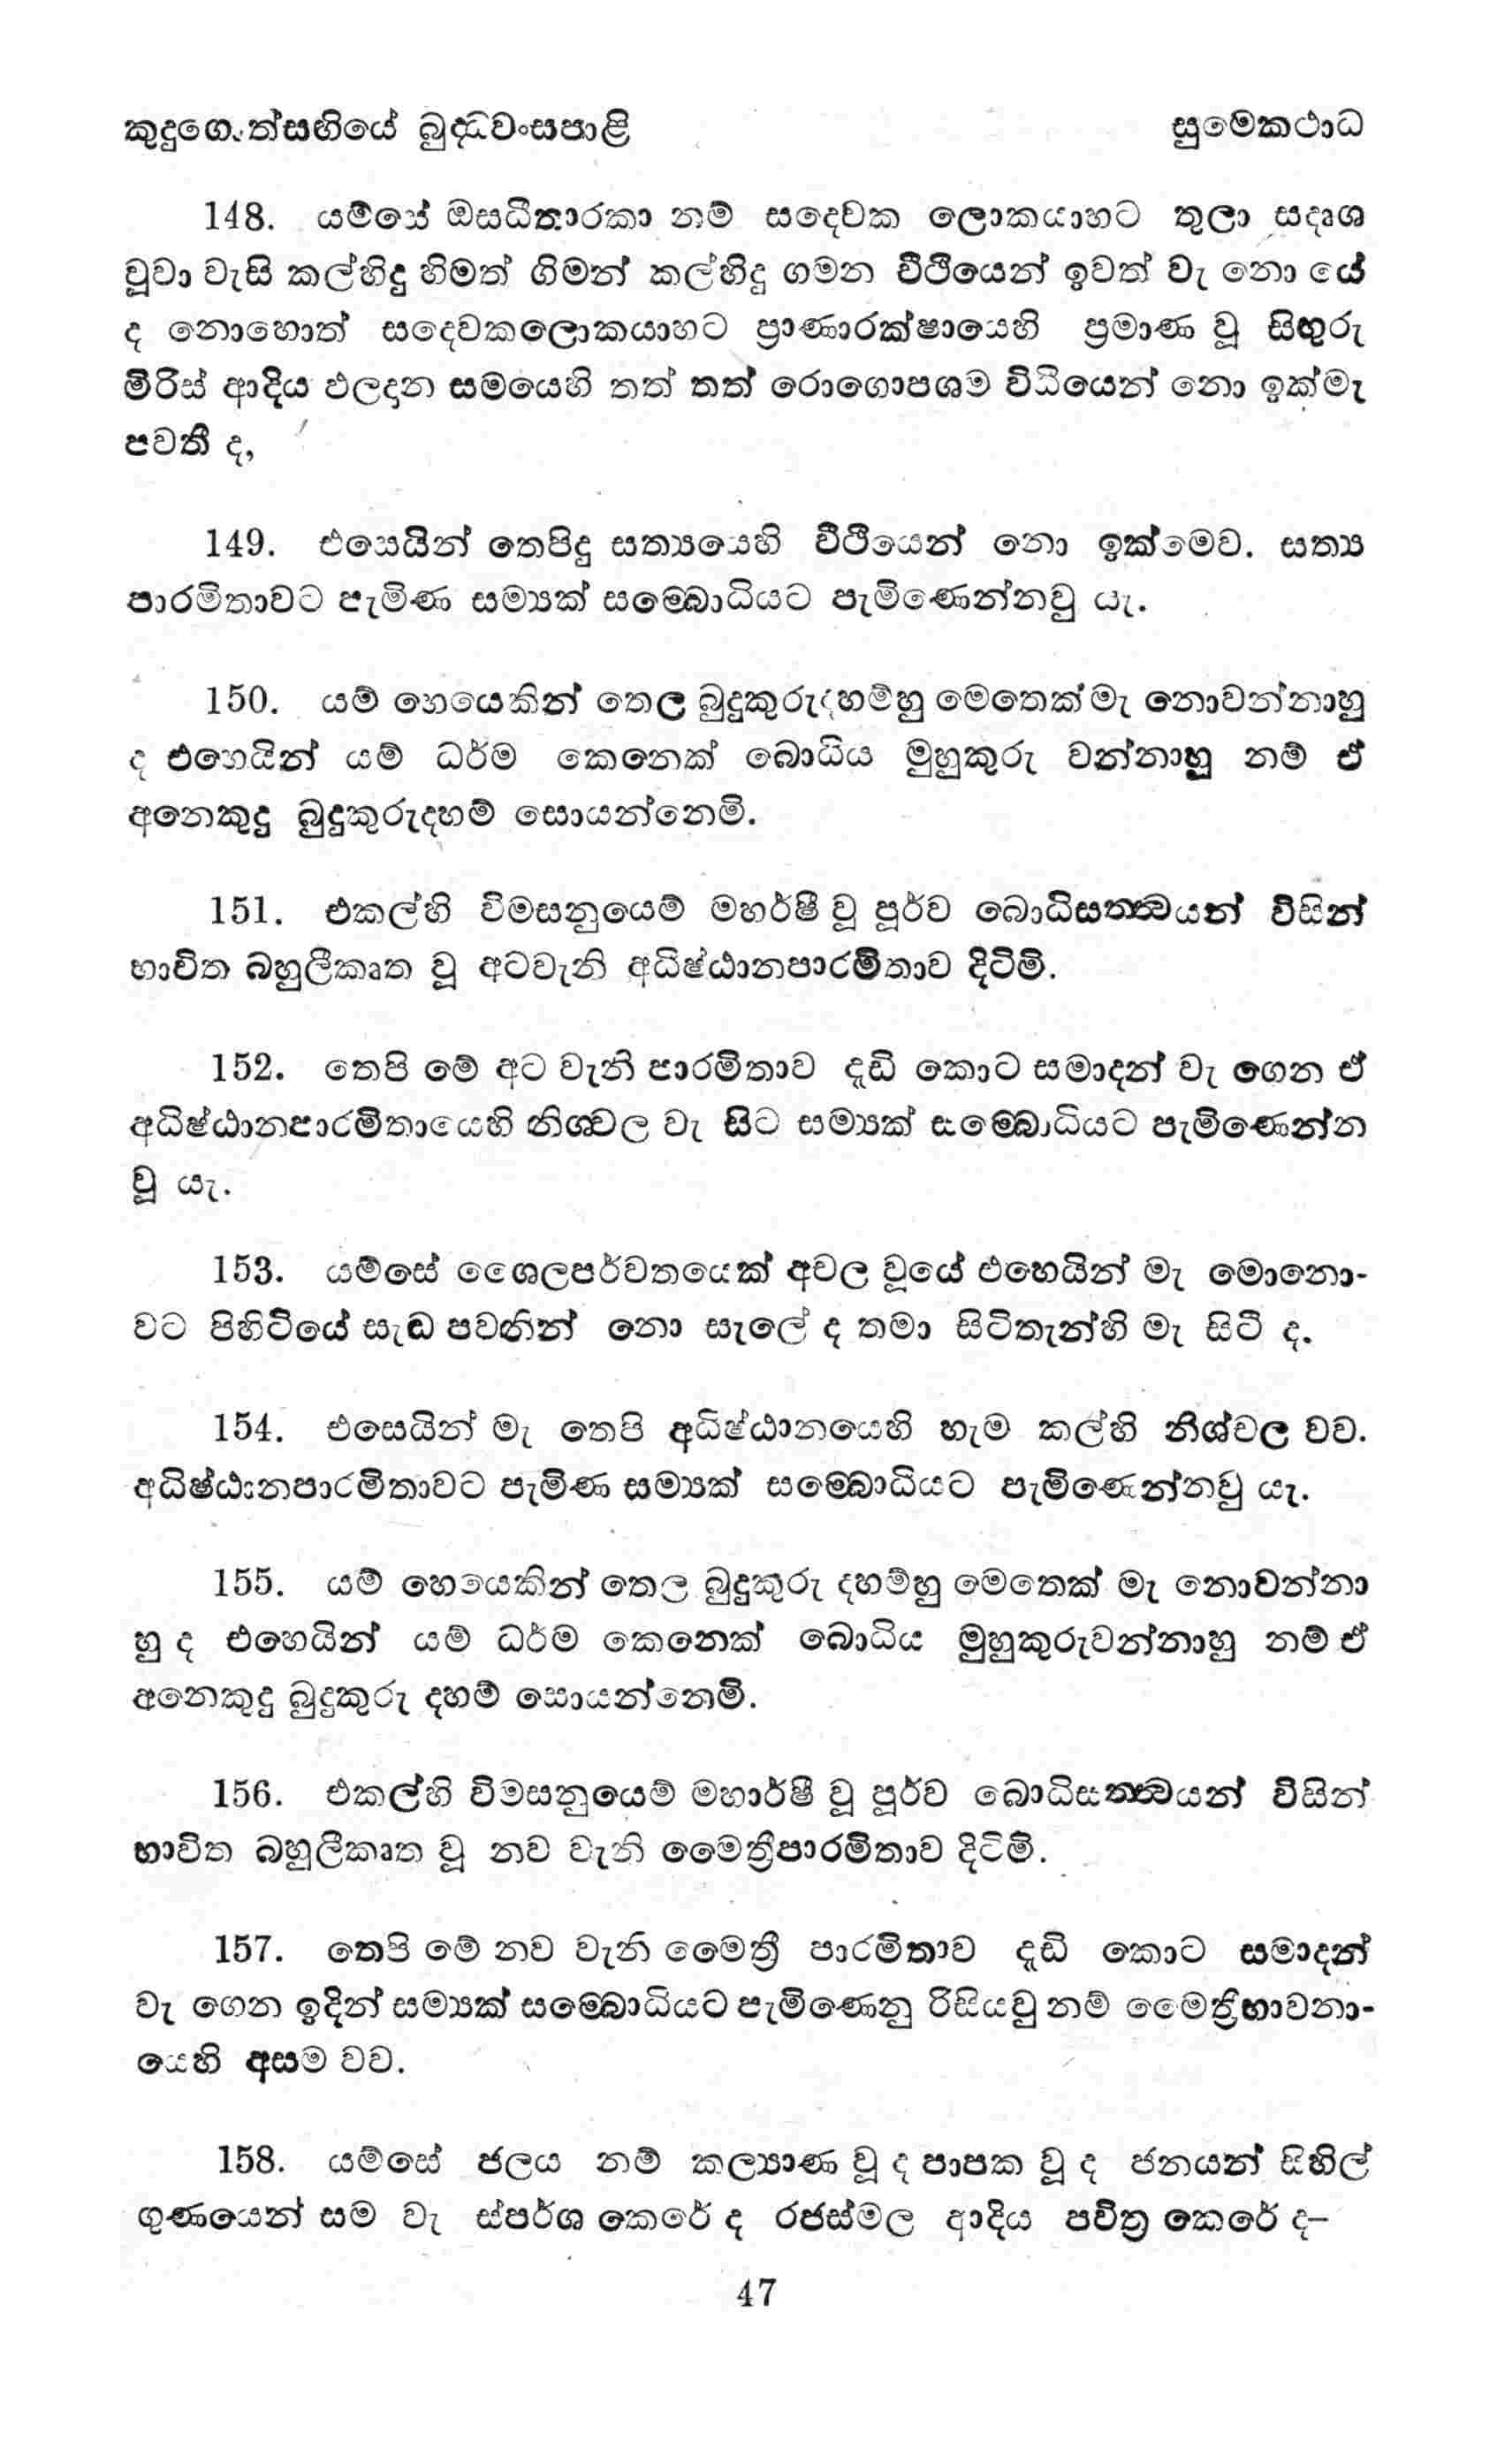 කුදුගොත්සඟියේ බුද්ධවංසපාළි සුමෙකථාධ
148. යම්සේ ඔසධීතාරකා නම් සදෙවක ලොකයාහට තුලා සදෘශ
වූවා වැසි කල්හිදු හිමත් ගිමන් කල්හිදු ගමන වීථියෙන් ඉවත් වැ නො යේ
ද නොහොත් සදෙවකලොකයාහට ප්‍රාණාරක්ෂායෙහි ප්‍රමාණ වූ සිඟුරු
මිරිස් ආදිය ඵලදාන සමයෙහි තත් තත් රොගොපශම විධියෙන් නො ඉක්මැ
පවතී ද,
149. එසෙයින් තෙපිදු සත්‍යයෙහි වීථියෙන් නො ඉක්මෙව. සත්‍ය
පාරමිතාවට පැමිණ සම්‍යක් සම්බොධියට පැමිණෙන්නවු යැ.
150. යම් හෙයෙකින් තෙල බුදුකුරුදහම්හු මෙතෙක්මැ නොවන්නාහු
ද එහෙයින් යම් ධර්ම කෙනෙක් බොධිය මුහුකුරු වන්නාහු නම් ඒ
අනෙකුදු බුදුකුරුදහම් සොයන්නෙමි.
151. එකල්හි විමසනුයෙම් මහර්ෂී වූ පූර්ව බොධිසත්ත්වයන් විසින්
භාවිත බහුලීකෘත වූ අටවැනි අධිෂ්ඨානපාරමිතාව දිටිමි.
152. තෙපි මේ අට වැනි පාරමිතාව දැඩි කොට සමාදන් වැ ගෙන ඒ
අධිෂ්ඨානපාරමිතායෙහි නිශ්චල වැ සිට සම්‍යක් සම්බොධියට පැමිණෙන්න
වූ යැ.
153. යම්සේ ශෛලපර්වතයෙක් අචල වූයේ එහෙයින් මැ මොනො-
වට පිහිටියේ සැඬ පවනින් නො සැලේ ද තමා සිටිතැන්හි මැ සිටී ද.
154. එසෙයින් මැ තෙපි අධිෂ්ඨානයෙහි හැම කල්හි නිශ්චල වව.
අධිෂ්ඨානපාරමිතාවට පැමිණ සම්‍යක් සම්බොධියට පැමිණෙන්නවු යැ.
155. යම් හෙයෙකින් තෙල බුදුකුරු දහම්හු මෙතෙක් මැ නොවන්නා
හු ද එහෙයින් යම් ධර්ම කෙනෙක් බොධිය මුහුකුරුවන්නාහු නම් ඒ
අනෙකුදු බුදුකුරු දහම් සොයන්නෙමි.
156. එකල්හි විමසනුයෙම් මහාර්ෂී වූ පූර්ව බොධිසත්ත්වයන් විසින්
භාවිත බහුලීකෘත වූ නව වැනි මෛත්‍රීපාරමිතාව දිටිමි.
157. තෙපි මේ නව වැනි මෛත්‍රී පාරමිතාව දැඩි කොට සමාදන්
වැ ගෙන ඉදින් සම්‍යක් සම්බොධියට පැමිණෙනු රිසියවු නම් මෛත්‍රීභාවනා-
යෙහි අසම වව.
158. යම්සේ ජලය නම් කල්‍යාණ වූ ද පාපක වූ ද ජනයන් සිහිල්
ගුණයෙන් සම වැ ස්පර්ශ කෙරේ ද රජස්මල ආදිය පවිත්‍ර කෙරේ ද–
47